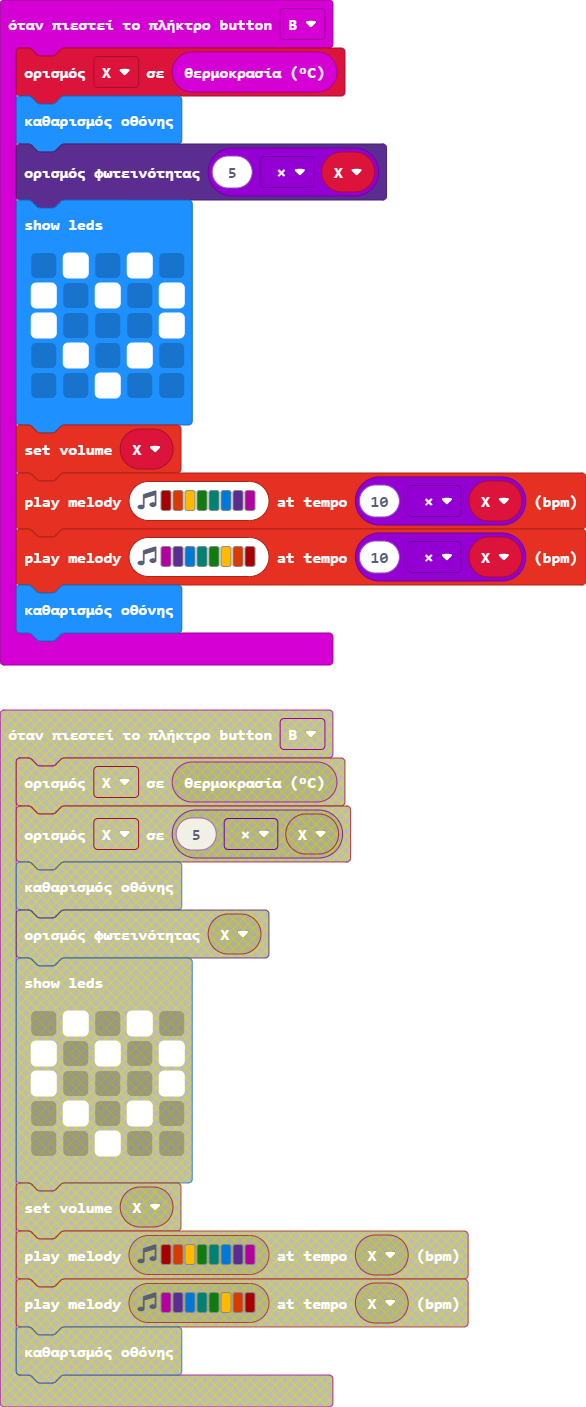 όταν πιεστεί το πλήκτρο button B
ορισμός X σε θερμοκρασία (°C)
καθαρισμός οθόνης
ορισμός φωτεινότητας 5 × X
show leds
set volume X
play melody at tempo 10 × X (bpm)
play melody at tempo 10 × X (bpm)
καθαρισμός οθόνης
όταν πιεστεί το πλήκτρο button B
ορισμός X σε θερμοκρασία (°C)
ορισμός X σε 5 × X
καθαρισμός οθόνης
ορισμός φωτεινότητας X
show leds
set volume X
play melody at tempo X (bpm)
play melody at tempo X (bpm)
καθαρισμός οθόνης